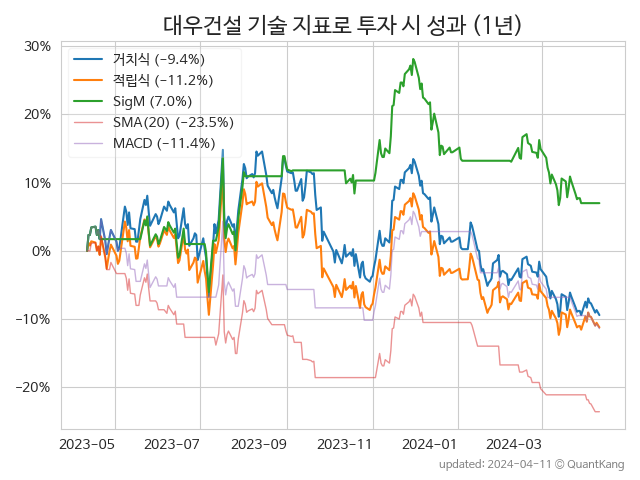 대우건설 기술 지표로 투자 시 성과 (1년)
30%
20%
10%
0%
−10%
−20%
거치식 (−9.4%)
적립식 (−11.2%)
SigM (7.0%)
SMA(20) (−23.5%)
MACD (−11.4%)
2023−05 2023−07 2023−09 2023−11 2024−01 2024−03
updated: 2024−04−11 © QuantKang